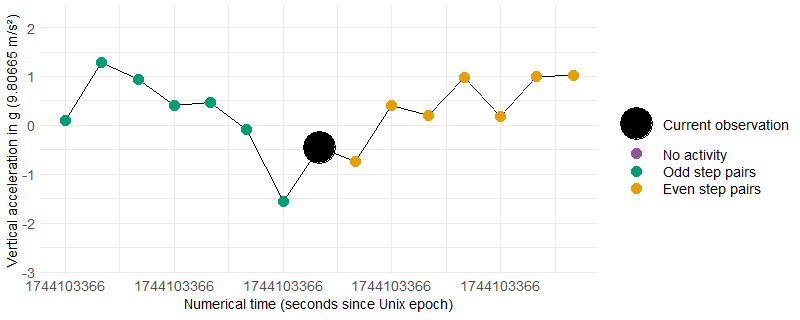 Vertical acceleration in g (9.80665 m/s²)
2
1
0
-1
-2
-3
1744103366 1744103366 1744103366 1744103366 1744103366
Numerical time (seconds since Unix epoch)
Current observation
No activity
Odd step pairs
Even step pairs